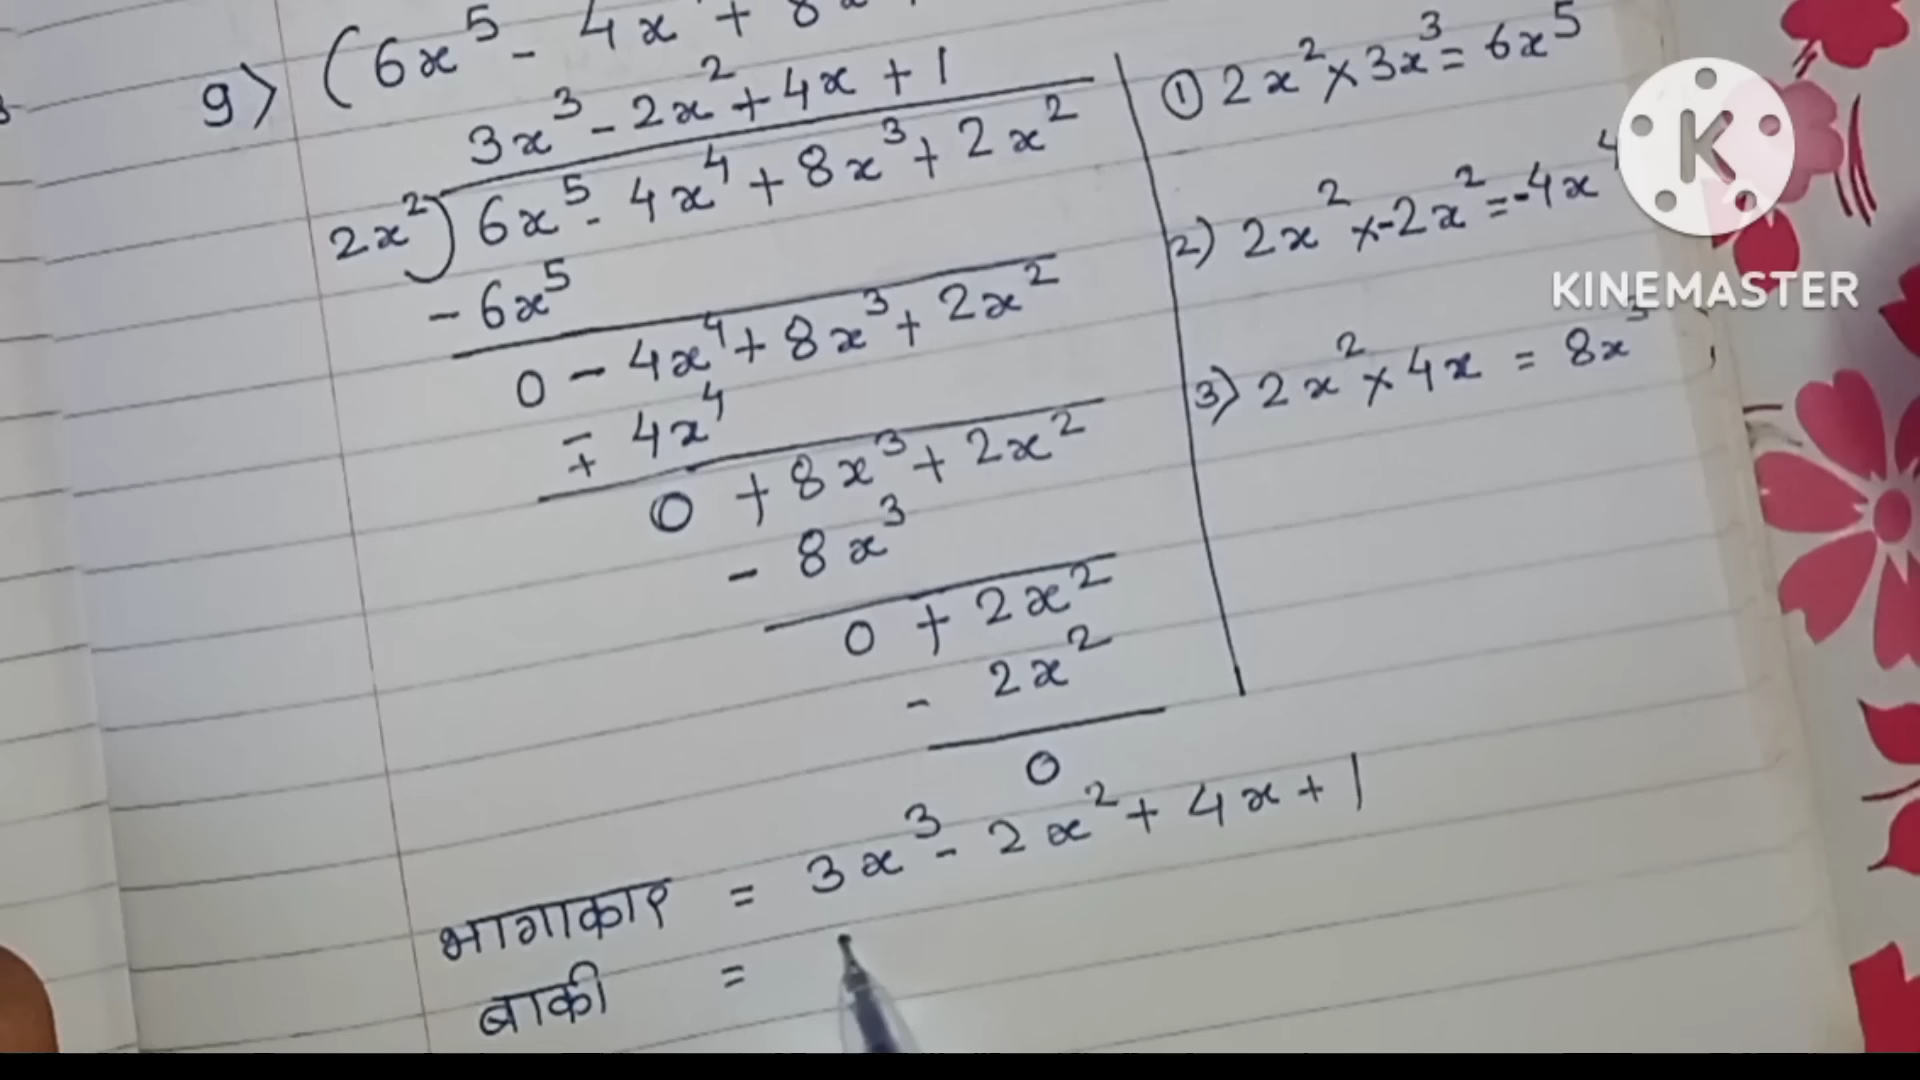 9) (6x⁵ - 4x + 8
3x³ - 2x² + 4x + 1
2x² ) 6x⁵ - 4x⁴ + 8x³ + 2x²
- 6x⁵
0 - 4x⁴ + 8x³ + 2x²
- 4x⁴
+
0 + 8x³ + 2x²
- 8x³
0 + 2x²
- 2x²
0
भागाकार = 3x³ - 2x² + 4x + 1
बाकी =
① 2x² × 3x³ = 6x⁵
2) 2x² × -2x² = -4x⁴
3) 2x² × 4x = 8x³
K
KINEMASTER